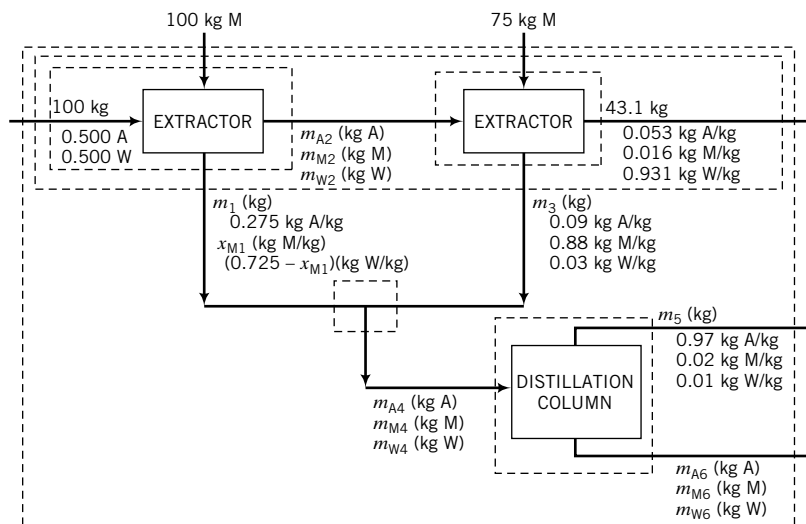 100 kg M
75 kg M
100 kg
0.500 A
0.500 W
EXTRACTOR
m_A2 (kg A)
m_M2 (kg M)
m_W2 (kg W)
EXTRACTOR
43.1 kg
0.053 kg A/kg
0.016 kg M/kg
0.931 kg W/kg
m_1 (kg)
0.275 kg A/kg
x_M1 (kg M/kg)
(0.725 – x_M1)(kg W/kg)
m_3 (kg)
0.09 kg A/kg
0.88 kg M/kg
0.03 kg W/kg
m_A4 (kg A)
m_M4 (kg M)
m_W4 (kg W)
DISTILLATION
COLUMN
m_5 (kg)
0.97 kg A/kg
0.02 kg M/kg
0.01 kg W/kg
m_A6 (kg A)
m_M6 (kg M)
m_W6 (kg W)